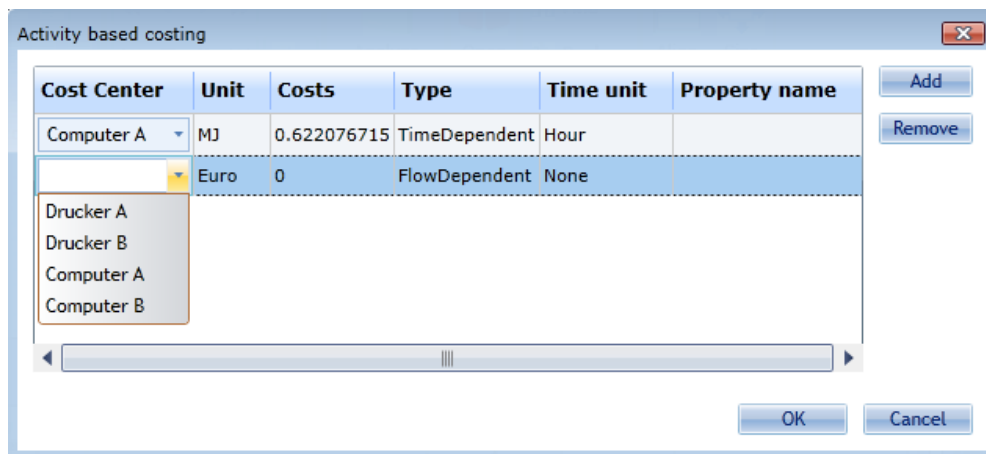 Activity based costing
Cost Center Unit Costs Type Time unit Property name
Add
Computer A MJ 0.622076715 TimeDependent Hour
Remove
Euro 0 FlowDependent None
Drucker A
Drucker B
Computer A
Computer B
OK Cancel